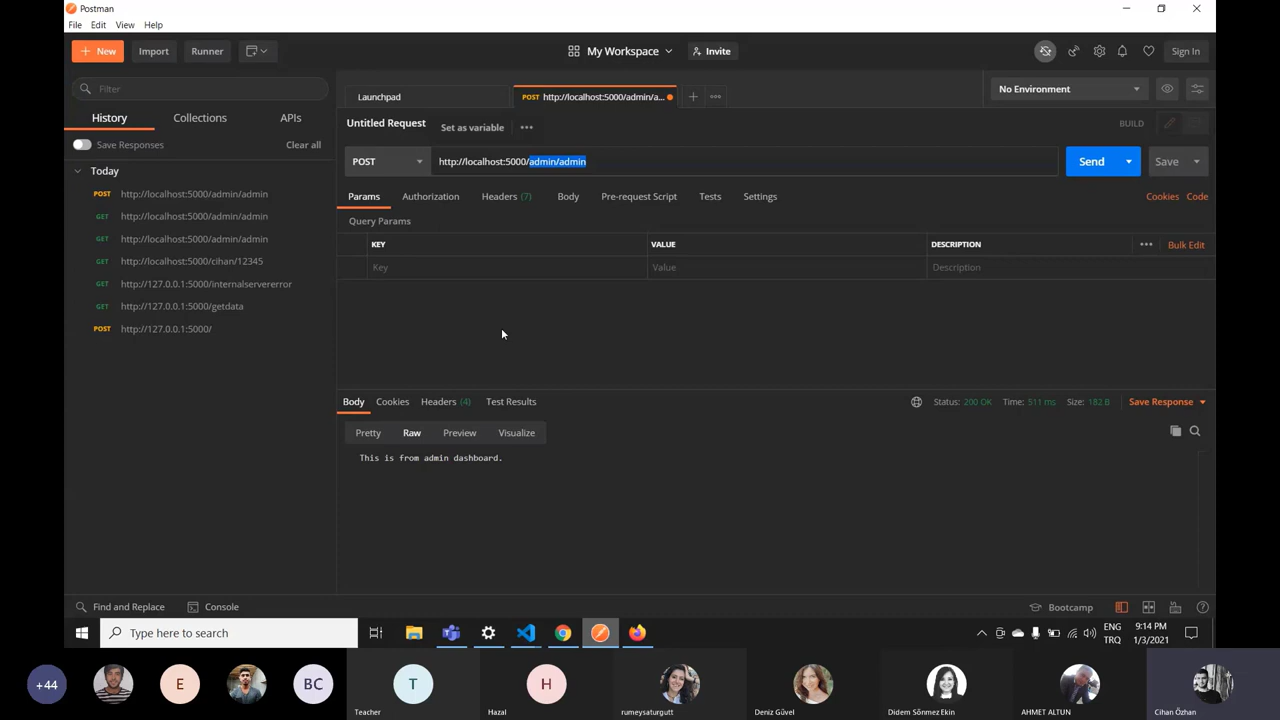 Postman
File Edit View Help
New Import Runner My Workspace Invite Sign In
Filter
Launchpad POST http://localhost:5000/admin/a... No Environment
History Collections APIs
Untitled Request Set as variable BUILD
Save Responses Clear all
POST http://localhost:5000/admin/admin Send Save
Today
POST http://localhost:5000/admin/admin
GET http://localhost:5000/admin/admin
GET http://localhost:5000/admin/admin
GET http://localhost:5000/cihan/12345
GET http://127.0.0.1:5000/internalservererror
GET http://127.0.0.1:5000/getdata
POST http://127.0.0.1:5000/
Params Authorization Headers (7) Body Pre-request Script Tests Settings Cookies Code
Query Params
KEY VALUE DESCRIPTION Bulk Edit
Key Value Description
Body Cookies Headers (4) Test Results Status: 200 OK Time: 511 ms Size: 182 B Save Response
Pretty Raw Preview Visualize
This is from admin dashboard.
Find and Replace Console Bootcamp
Type here to search ENG TRQ 9:14 PM 1/3/2021
+44 E BC T H
Teacher Hazal rumeysaturgutt Deniz Güvel Didem Sönmez Ekin AHMET ALTUN Cihan Özhan